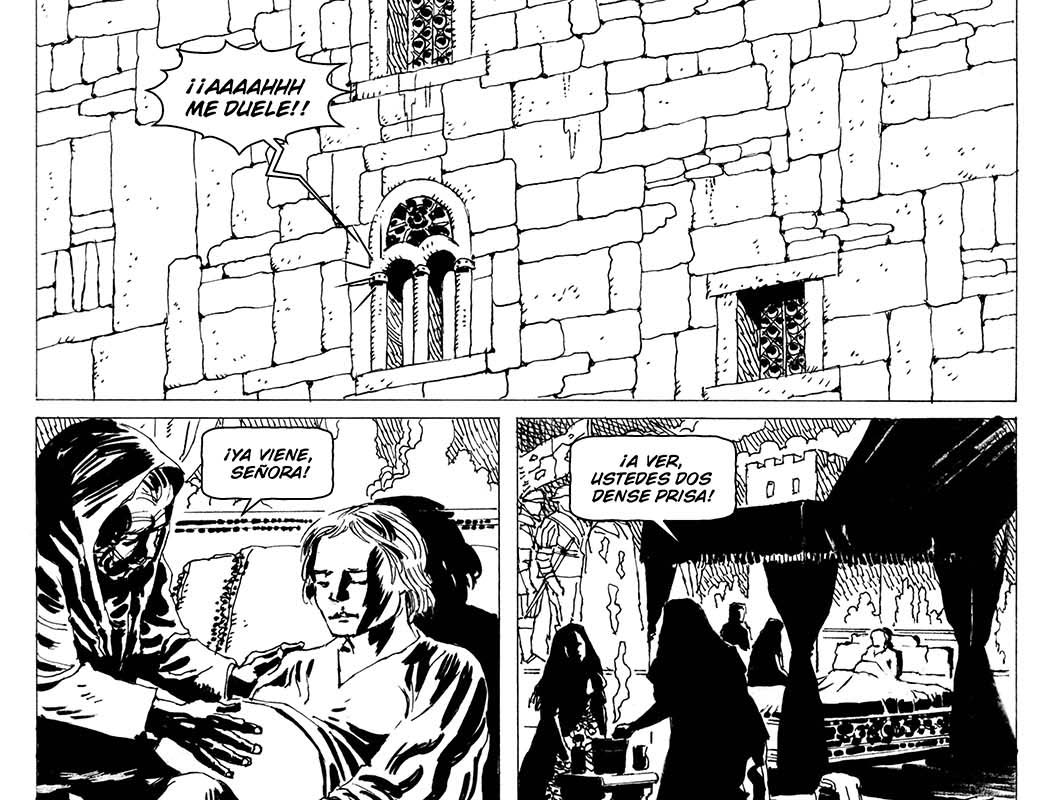 ¡¡AAAAHHH
ME DUELE!!
¡YA VIENE,
SEÑORA!
¡A VER,
USTEDES DOS
DENSE PRISA!